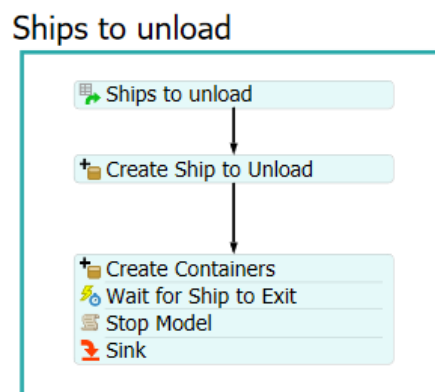 Ships to unload
Ships to unload
Create Ship to Unload
Create Containers
Wait for Ship to Exit
Stop Model
Sink